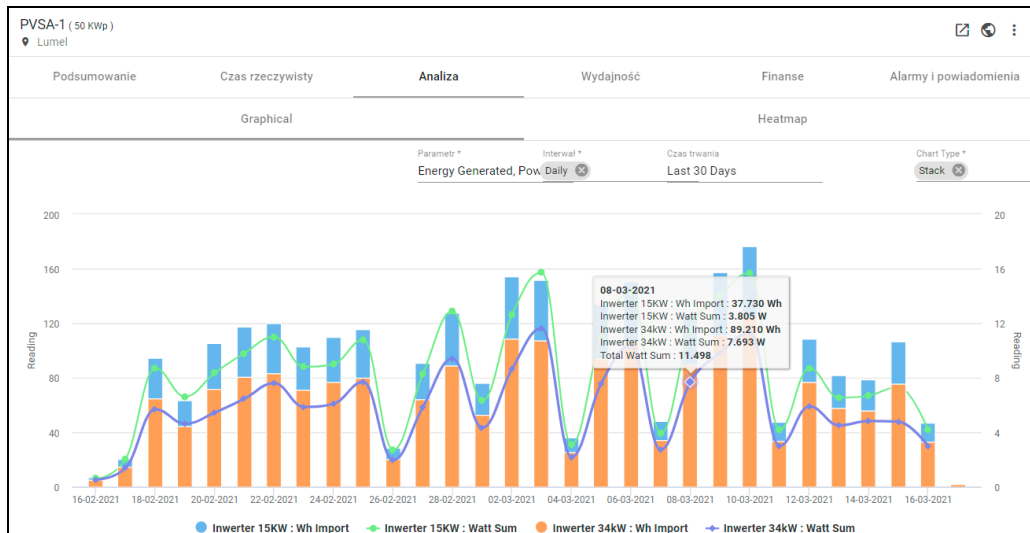 PVSA-1 ( 50 KWp )
Lumel
Podsumowanie Czas rzeczywisty Analiza Wydajność Finanse Alarmy i powiadomienia
Graphical Heatmap
Parametr * Interwał * Czas trwania Chart Type *
Energy Generated, Pow Daily Last 30 Days Stack
200 20
160 16
08-03-2021
Inwerter 15KW : Wh Import : 37.730 Wh
Inwerter 15KW : Watt Sum : 3.805 W
Inwerter 34kW : Wh Import : 89.210 Wh
Inwerter 34kW : Watt Sum : 7.693 W
Total Watt Sum : 11.498
120 12
Reading Reading
80 8
40 4
0 0
16-02-2021 18-02-2021 20-02-2021 22-02-2021 24-02-2021 26-02-2021 28-02-2021 02-03-2021 04-03-2021 06-03-2021 08-03-2021 10-03-2021 12-03-2021 14-03-2021 16-03-2021
Inwerter 15KW : Wh Import Inwerter 15KW : Watt Sum Inwerter 34kW : Wh Import Inwerter 34kW : Watt Sum